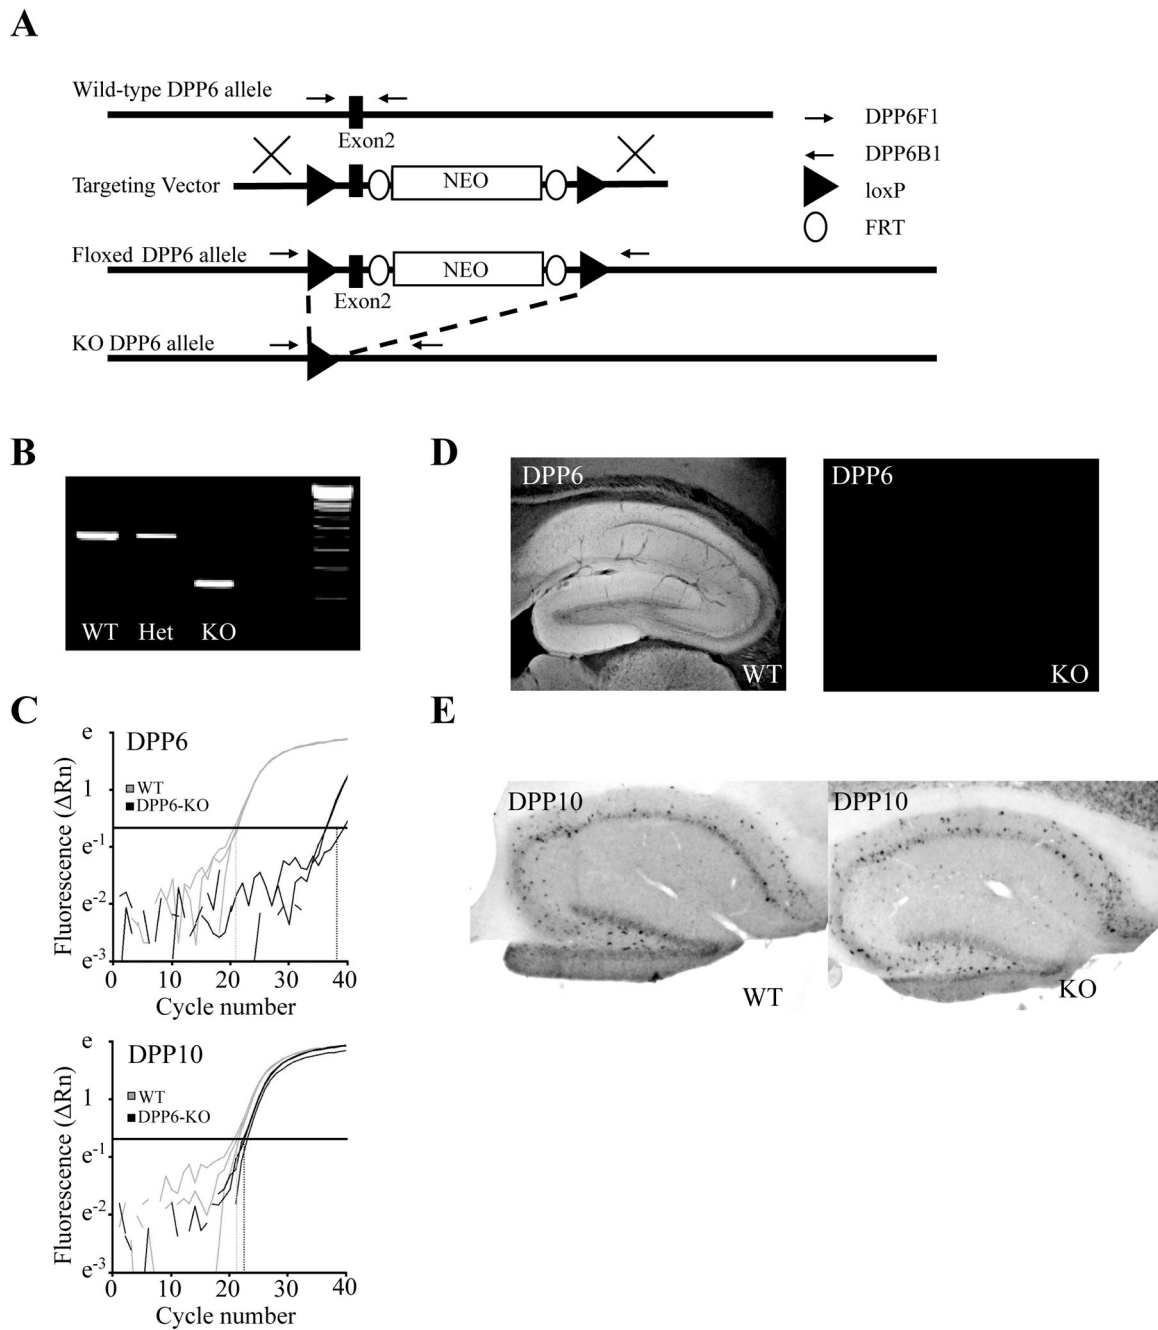 A
Wild-type DPP6 allele
Exon2
Targeting Vector
NEO
Floxed DPP6 allele
NEO
Exon2
KO DPP6 allele
DPP6F1
DPP6B1
loxP
FRT
B
WT Het KO
C
DPP6
WT
DPP6-KO
Fluorescence (ΔRn)
e
1
e-1
e-2
e-3
0 10 20 30 40
Cycle number
DPP10
WT
DPP6-KO
Fluorescence (ΔRn)
e
1
e-1
e-2
e-3
0 10 20 30 40
Cycle number
D
DPP6
WT
DPP6
KO
E
DPP10
WT
DPP10
KO